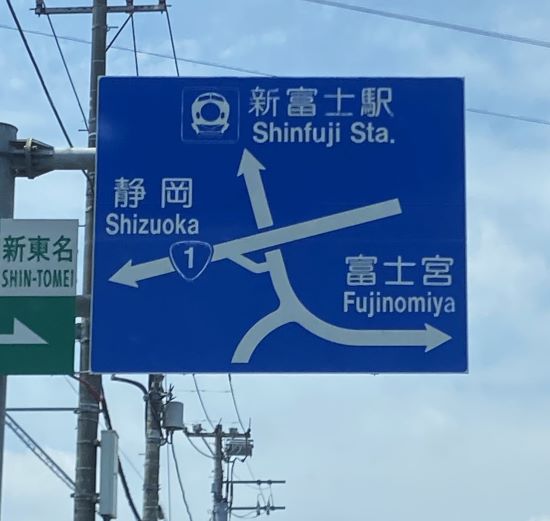 新富士駅
Shinfuji Sta.
静岡
Shizuoka
1
富士宮
Fujinomiya
新東名
SHIN-TOMEI